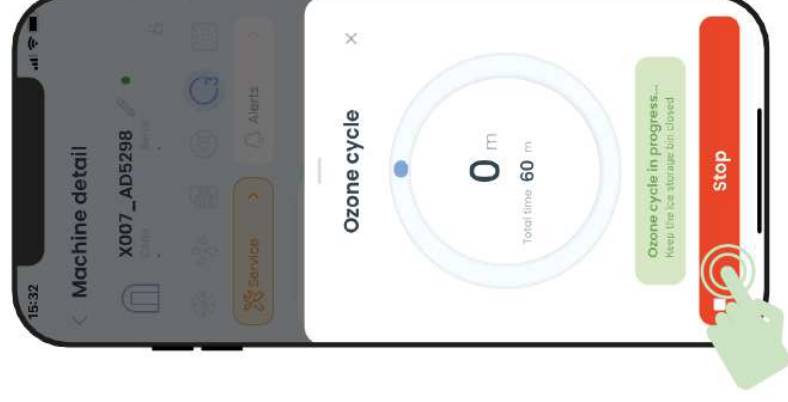 15:32
Machine detail
X007_AD5298
Code
Service
Alerts
Ozone cycle
0 m
Total time 60 m
Ozone cycle in progress...
Keep the ice storage bin closed
Stop